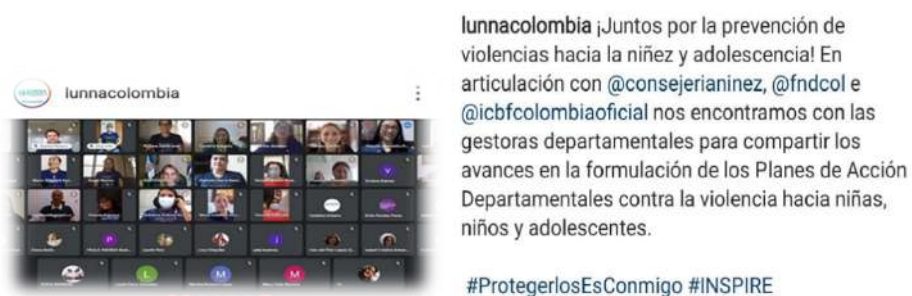 lunnacolombia
lunnacolombia ¡Juntos por la prevención de
violencias hacia la niñez y adolescencia! En
articulación con @consejerianinez, @fndcol e
@icbfcolombiaoficial nos encontramos con las
gestoras departamentales para compartir los
avances en la formulación de los Planes de Acción
Departamentales contra la violencia hacia niñas,
niños y adolescentes.
#ProtegerlosEsConmigo #INSPIRE
V
P
I
L
M
M